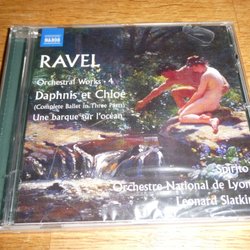 NAXOS
RAVEL
Orchestral Works • 4
Daphnis et Chloé
(Complete Ballet in Three Parts)
Une barque sur l'océan
Spirito
Orchestre National de Lyon
Leonard Slatkin